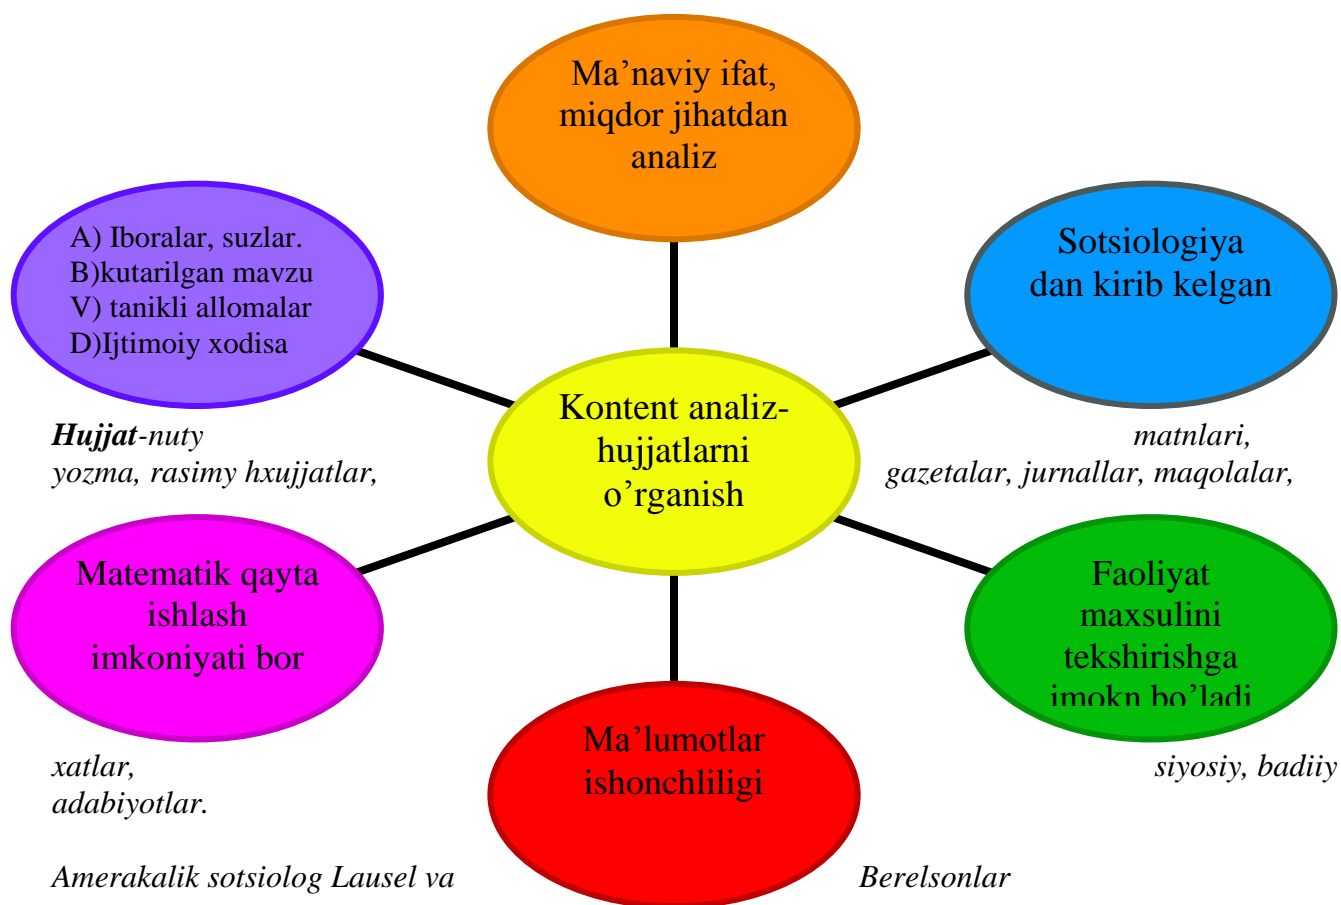 Ma’naviy ifat,
miqdor jihatdan
analiz
A) Iboralar, suzlar.
B)kutarilgan mavzu
V) tanikli allomalar
D)Ijtimoiy xodisa
Sotsiologiya
dan kirib kelgan
Kontent analiz-
hujjatlarni
o’rganish
Hujjat-nuty
matnlari,
yozma, rasimy hxujjatlar,
gazetalar, jurnallar, maqolalar,
Matematik qayta
ishlash
imkoniyati bor
Faoliyat
maxsulini
tekshirishga
imokn bo’ladi
Ma’lumotlar
ishonchliligi
xatlar,
siyosiy, badiiy
adabiyotlar.
Amerakalik sotsiolog Lausel va
Berelsonlar